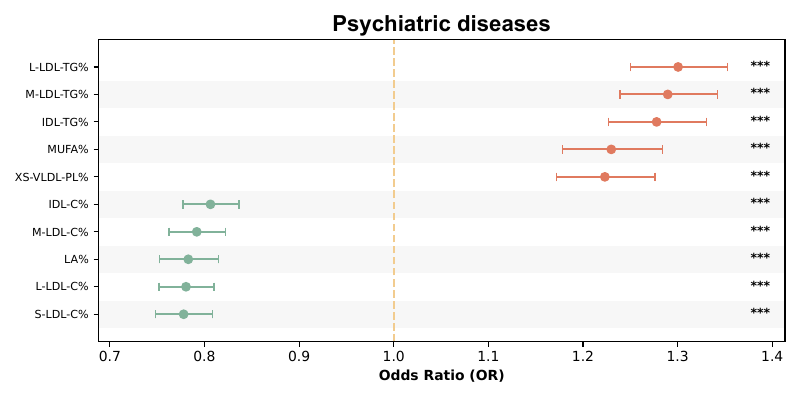 Psychiatric diseases
L-LDL-TG% ***
M-LDL-TG% ***
IDL-TG% ***
MUFA% ***
XS-VLDL-PL% ***
IDL-C% ***
M-LDL-C% ***
LA% ***
L-LDL-C% ***
S-LDL-C% ***
0.7 0.8 0.9 1.0 1.1 1.2 1.3 1.4
Odds Ratio (OR)